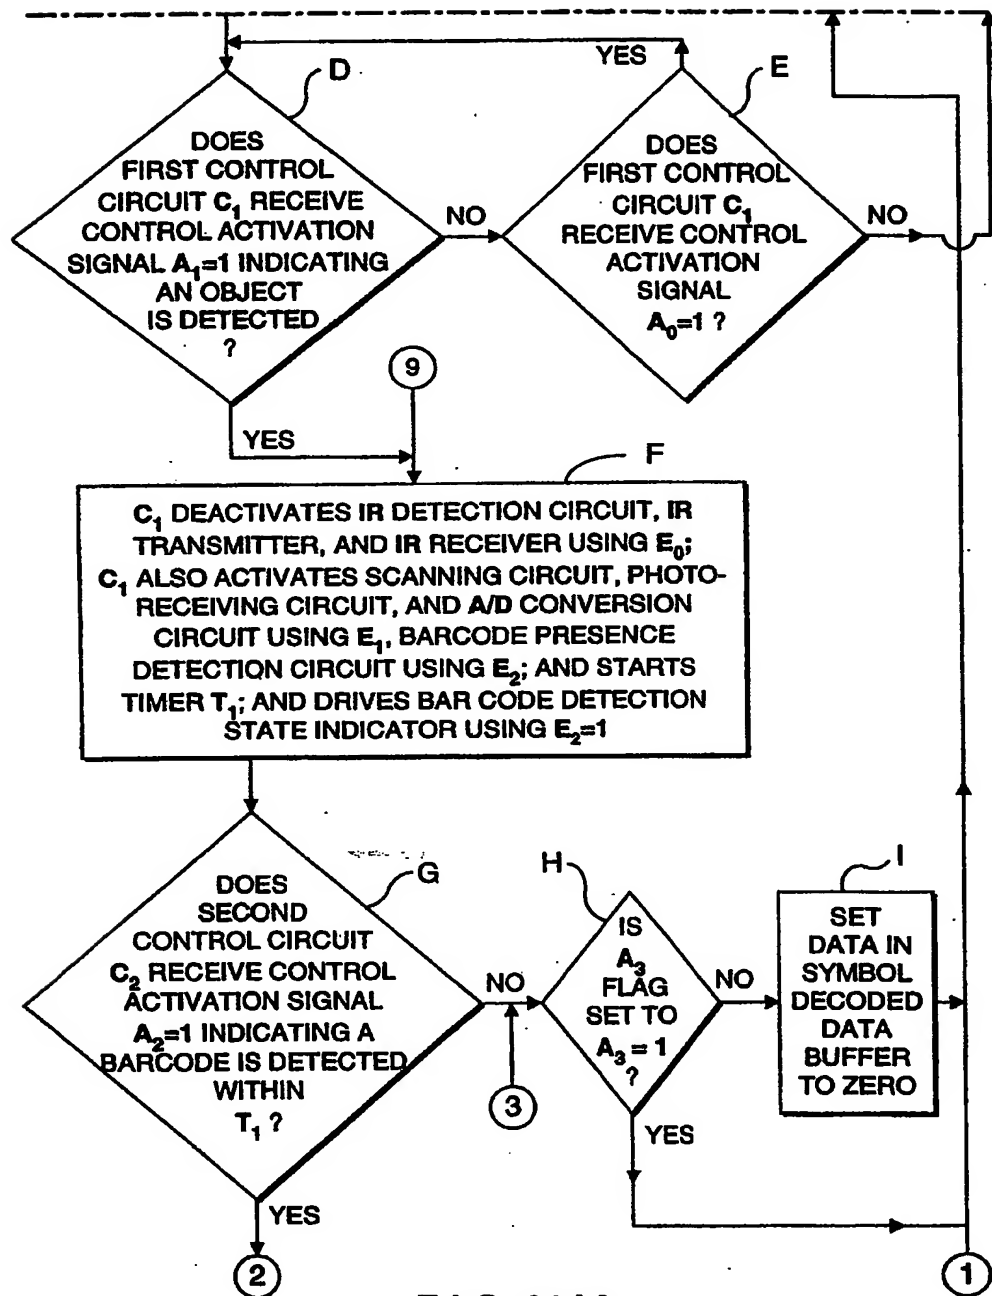 YES
D
E
DOES
FIRST CONTROL
CIRCUIT C₁ RECEIVE
CONTROL ACTIVATION
SIGNAL A₁=1 INDICATING
AN OBJECT
IS DETECTED
?
NO
DOES
FIRST CONTROL
CIRCUIT C₁
RECEIVE CONTROL
ACTIVATION
SIGNAL
A₀=1 ?
NO
9
YES
F
C₁ DEACTIVATES IR DETECTION CIRCUIT, IR
TRANSMITTER, AND IR RECEIVER USING E₀;
C₁ ALSO ACTIVATES SCANNING CIRCUIT, PHOTO-
RECEIVING CIRCUIT, AND A/D CONVERSION
CIRCUIT USING E₁, BARCODE PRESENCE
DETECTION CIRCUIT USING E₂; AND STARTS
TIMER T₁; AND DRIVES BAR CODE DETECTION
STATE INDICATOR USING E₂=1
G
DOES
SECOND
CONTROL CIRCUIT
C₂ RECEIVE CONTROL
ACTIVATION SIGNAL
A₂=1 INDICATING A
BARCODE IS DETECTED
WITHIN
T₁ ?
NO
3
H
IS
A₃
FLAG
SET TO
A₃ = 1
?
NO
I
SET
DATA IN
SYMBOL
DECODED
DATA
BUFFER
TO ZERO
YES
YES
2
1